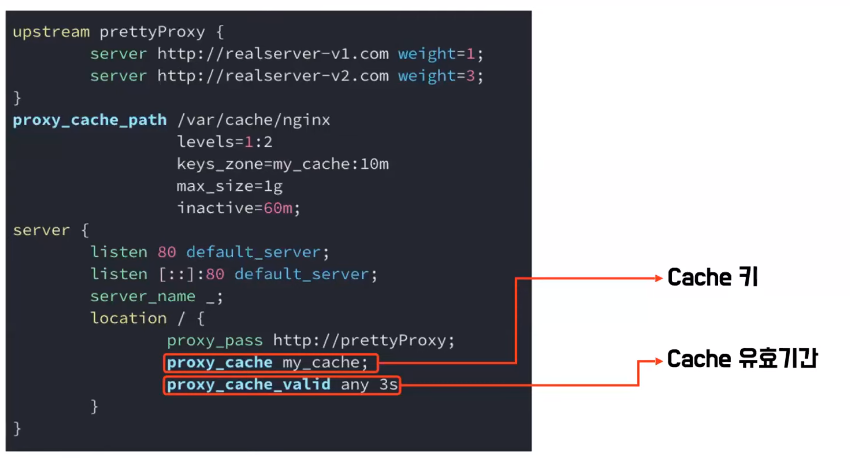 upstream prettyProxy {
server http://realserver-v1.com weight=1;
server http://realserver-v2.com weight=3;
}
proxy_cache_path /var/cache/nginx
levels=1:2
keys_zone=my_cache:10m
max_size=1g
inactive=60m;
server {
listen 80 default_server;
listen [::]:80 default_server;
server_name _;
location / {
proxy_pass http://prettyProxy;
proxy_cache my_cache;
proxy_cache_valid any 3s
}
}
Cache 키
Cache 유효기간